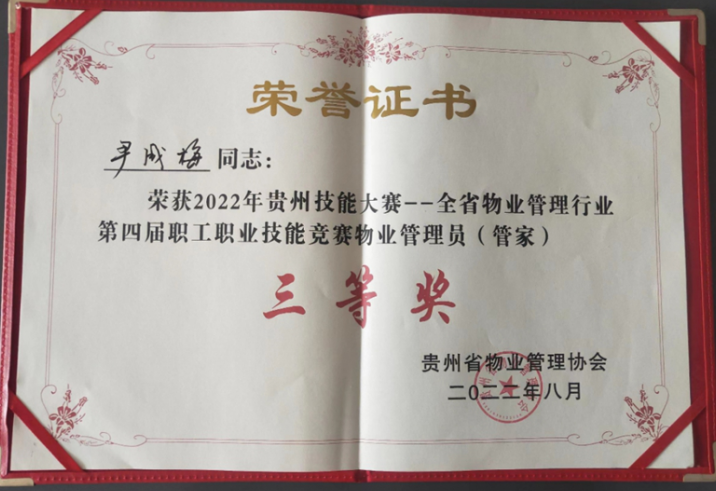 荣誉证书
尹成梅 同志:
荣获2022年贵州技能大赛--全省物业管理行业
第四届职工职业技能竞赛物业管理员(管家)
三等奖
贵州省物业管理协会
二〇二二年八月